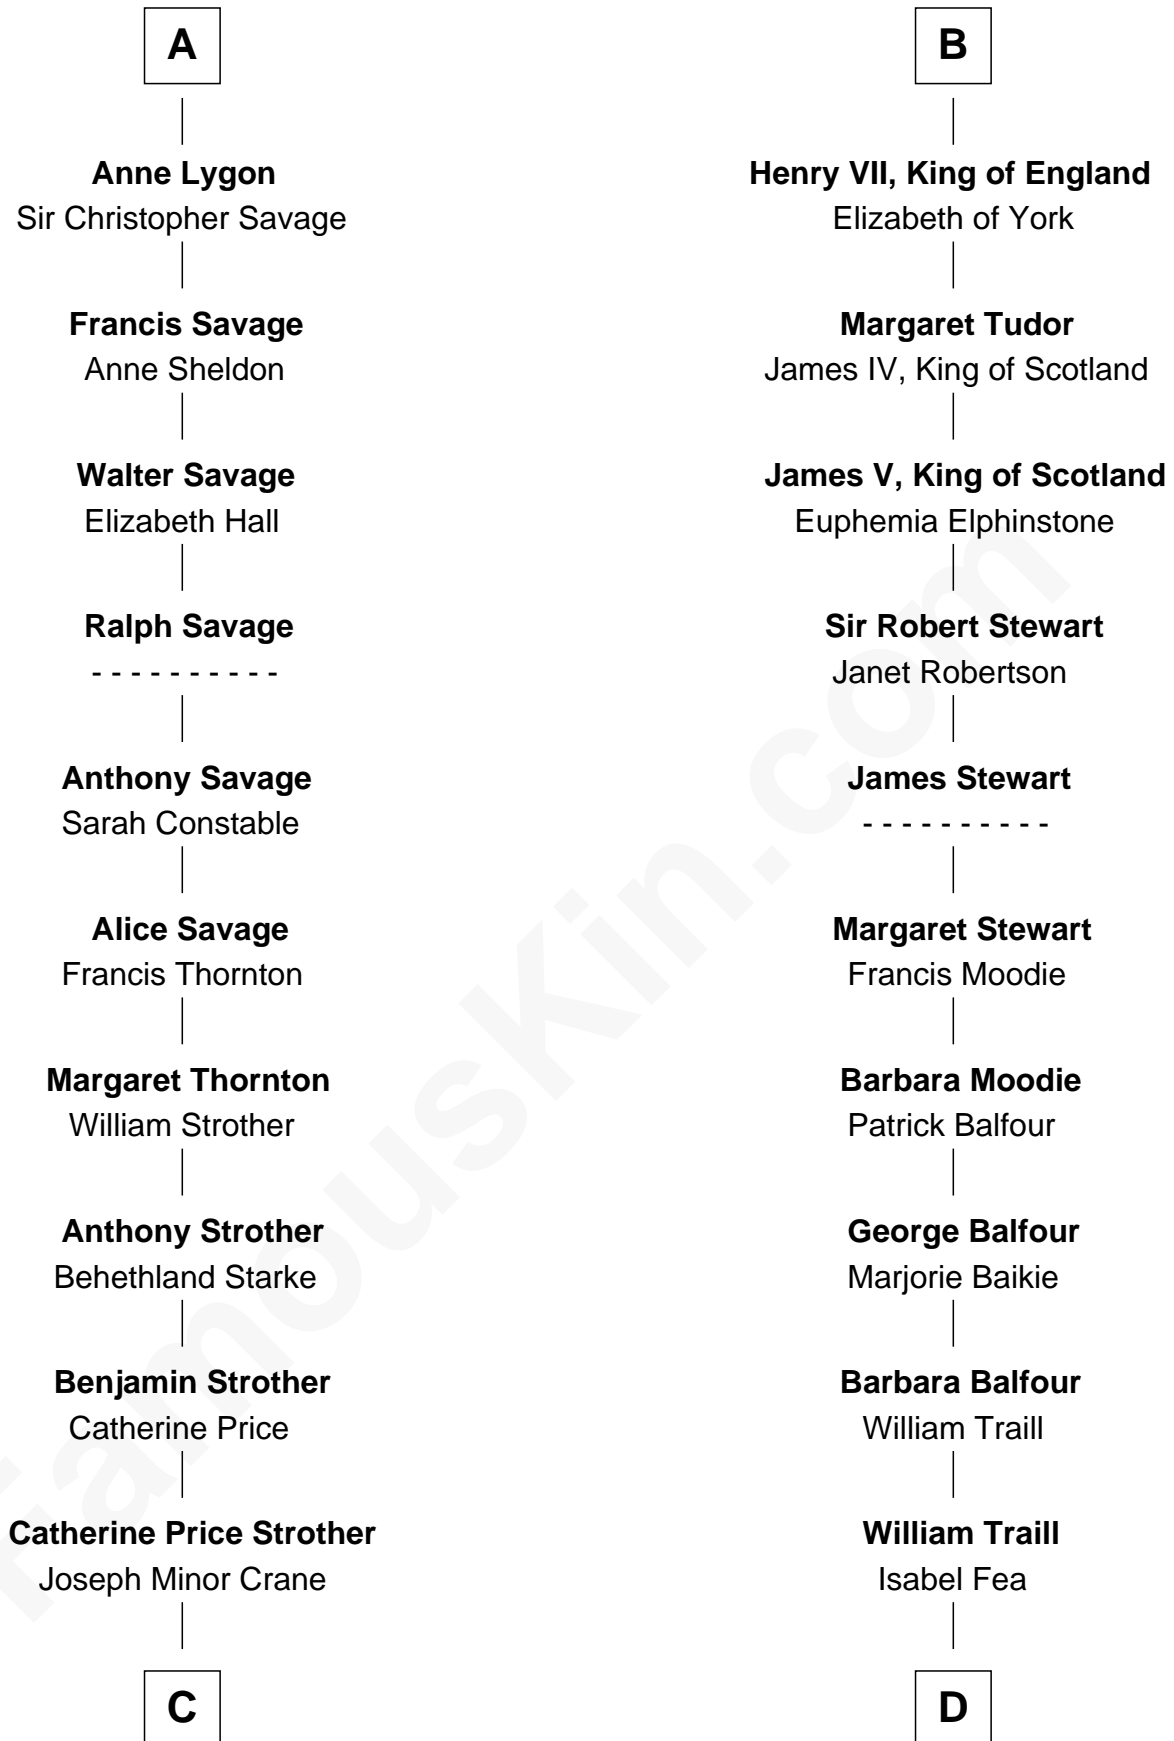 A
Anne Lygon
Sir Christopher Savage
Francis Savage
Anne Sheldon
Walter Savage
Elizabeth Hall
Ralph Savage
- - - - - - - - - -
Anthony Savage
Sarah Constable
Alice Savage
Francis Thornton
Margaret Thornton
William Strother
Anthony Strother
Behethland Starke
Benjamin Strother
Catherine Price
Catherine Price Strother
Joseph Minor Crane
C
B
Henry VII, King of England
Elizabeth of York
Margaret Tudor
James IV, King of Scotland
James V, King of Scotland
Euphemia Elphinstone
Sir Robert Stewart
Janet Robertson
James Stewart
- - - - - - - - - -
Margaret Stewart
Francis Moodie
Barbara Moodie
Patrick Balfour
George Balfour
Marjorie Baikie
Barbara Balfour
William Traill
William Traill
Isabel Fea
D
FamousKin.com